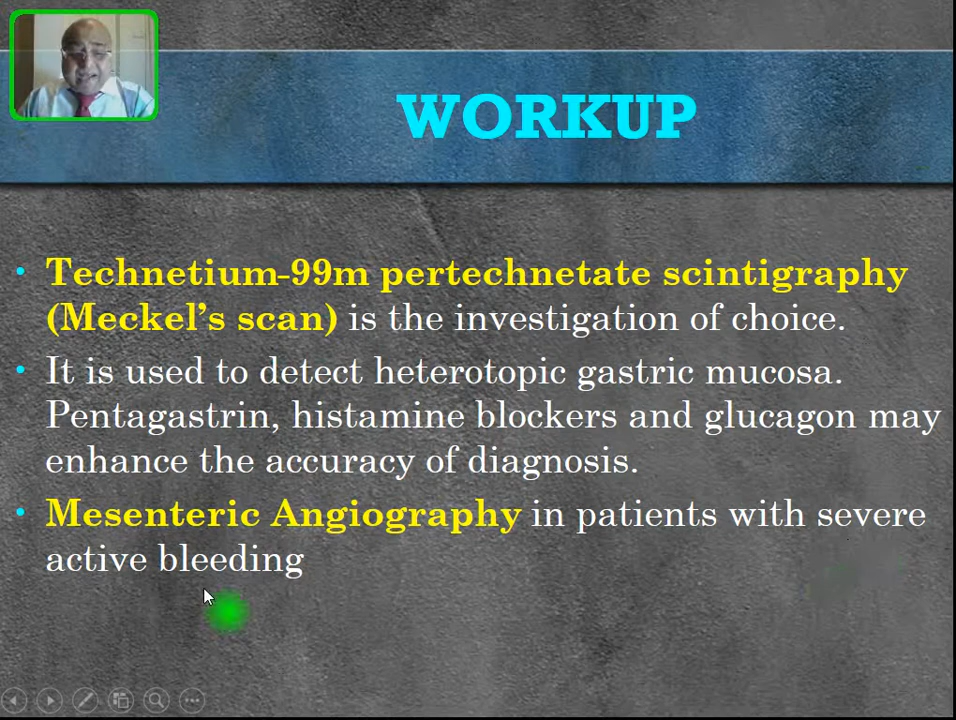 WORKUP
• Technetium-99m pertechnetate scintigraphy
(Meckel’s scan) is the investigation of choice.
• It is used to detect heterotopic gastric mucosa.
Pentagastrin, histamine blockers and glucagon may
enhance the accuracy of diagnosis.
• Mesenteric Angiography in patients with severe
active bleeding